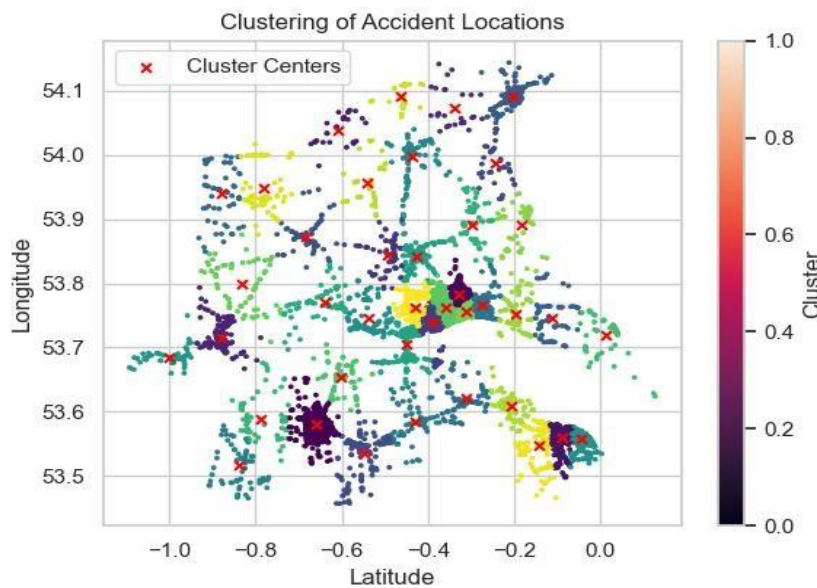 Clustering of Accident Locations
Cluster Centers
54.1
54.0
53.9
53.8
53.7
53.6
53.5
Longitude
−1.0 −0.8 −0.6 −0.4 −0.2 0.0
Latitude
1.0
0.8
0.6
0.4
0.2
0.0
Cluster